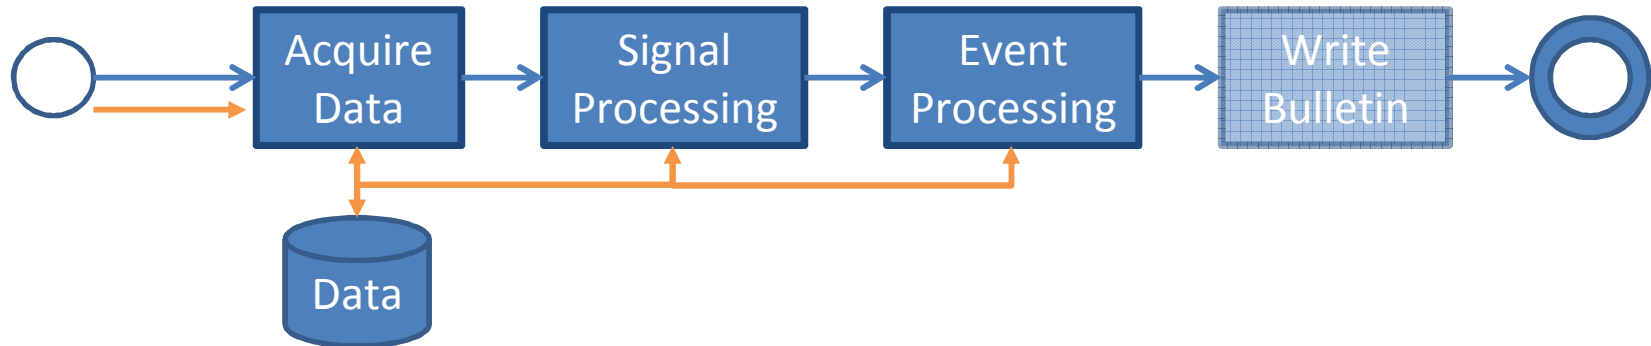 Acquire
Data
Signal
Processing
Event
Processing
Write
Bulletin
Data